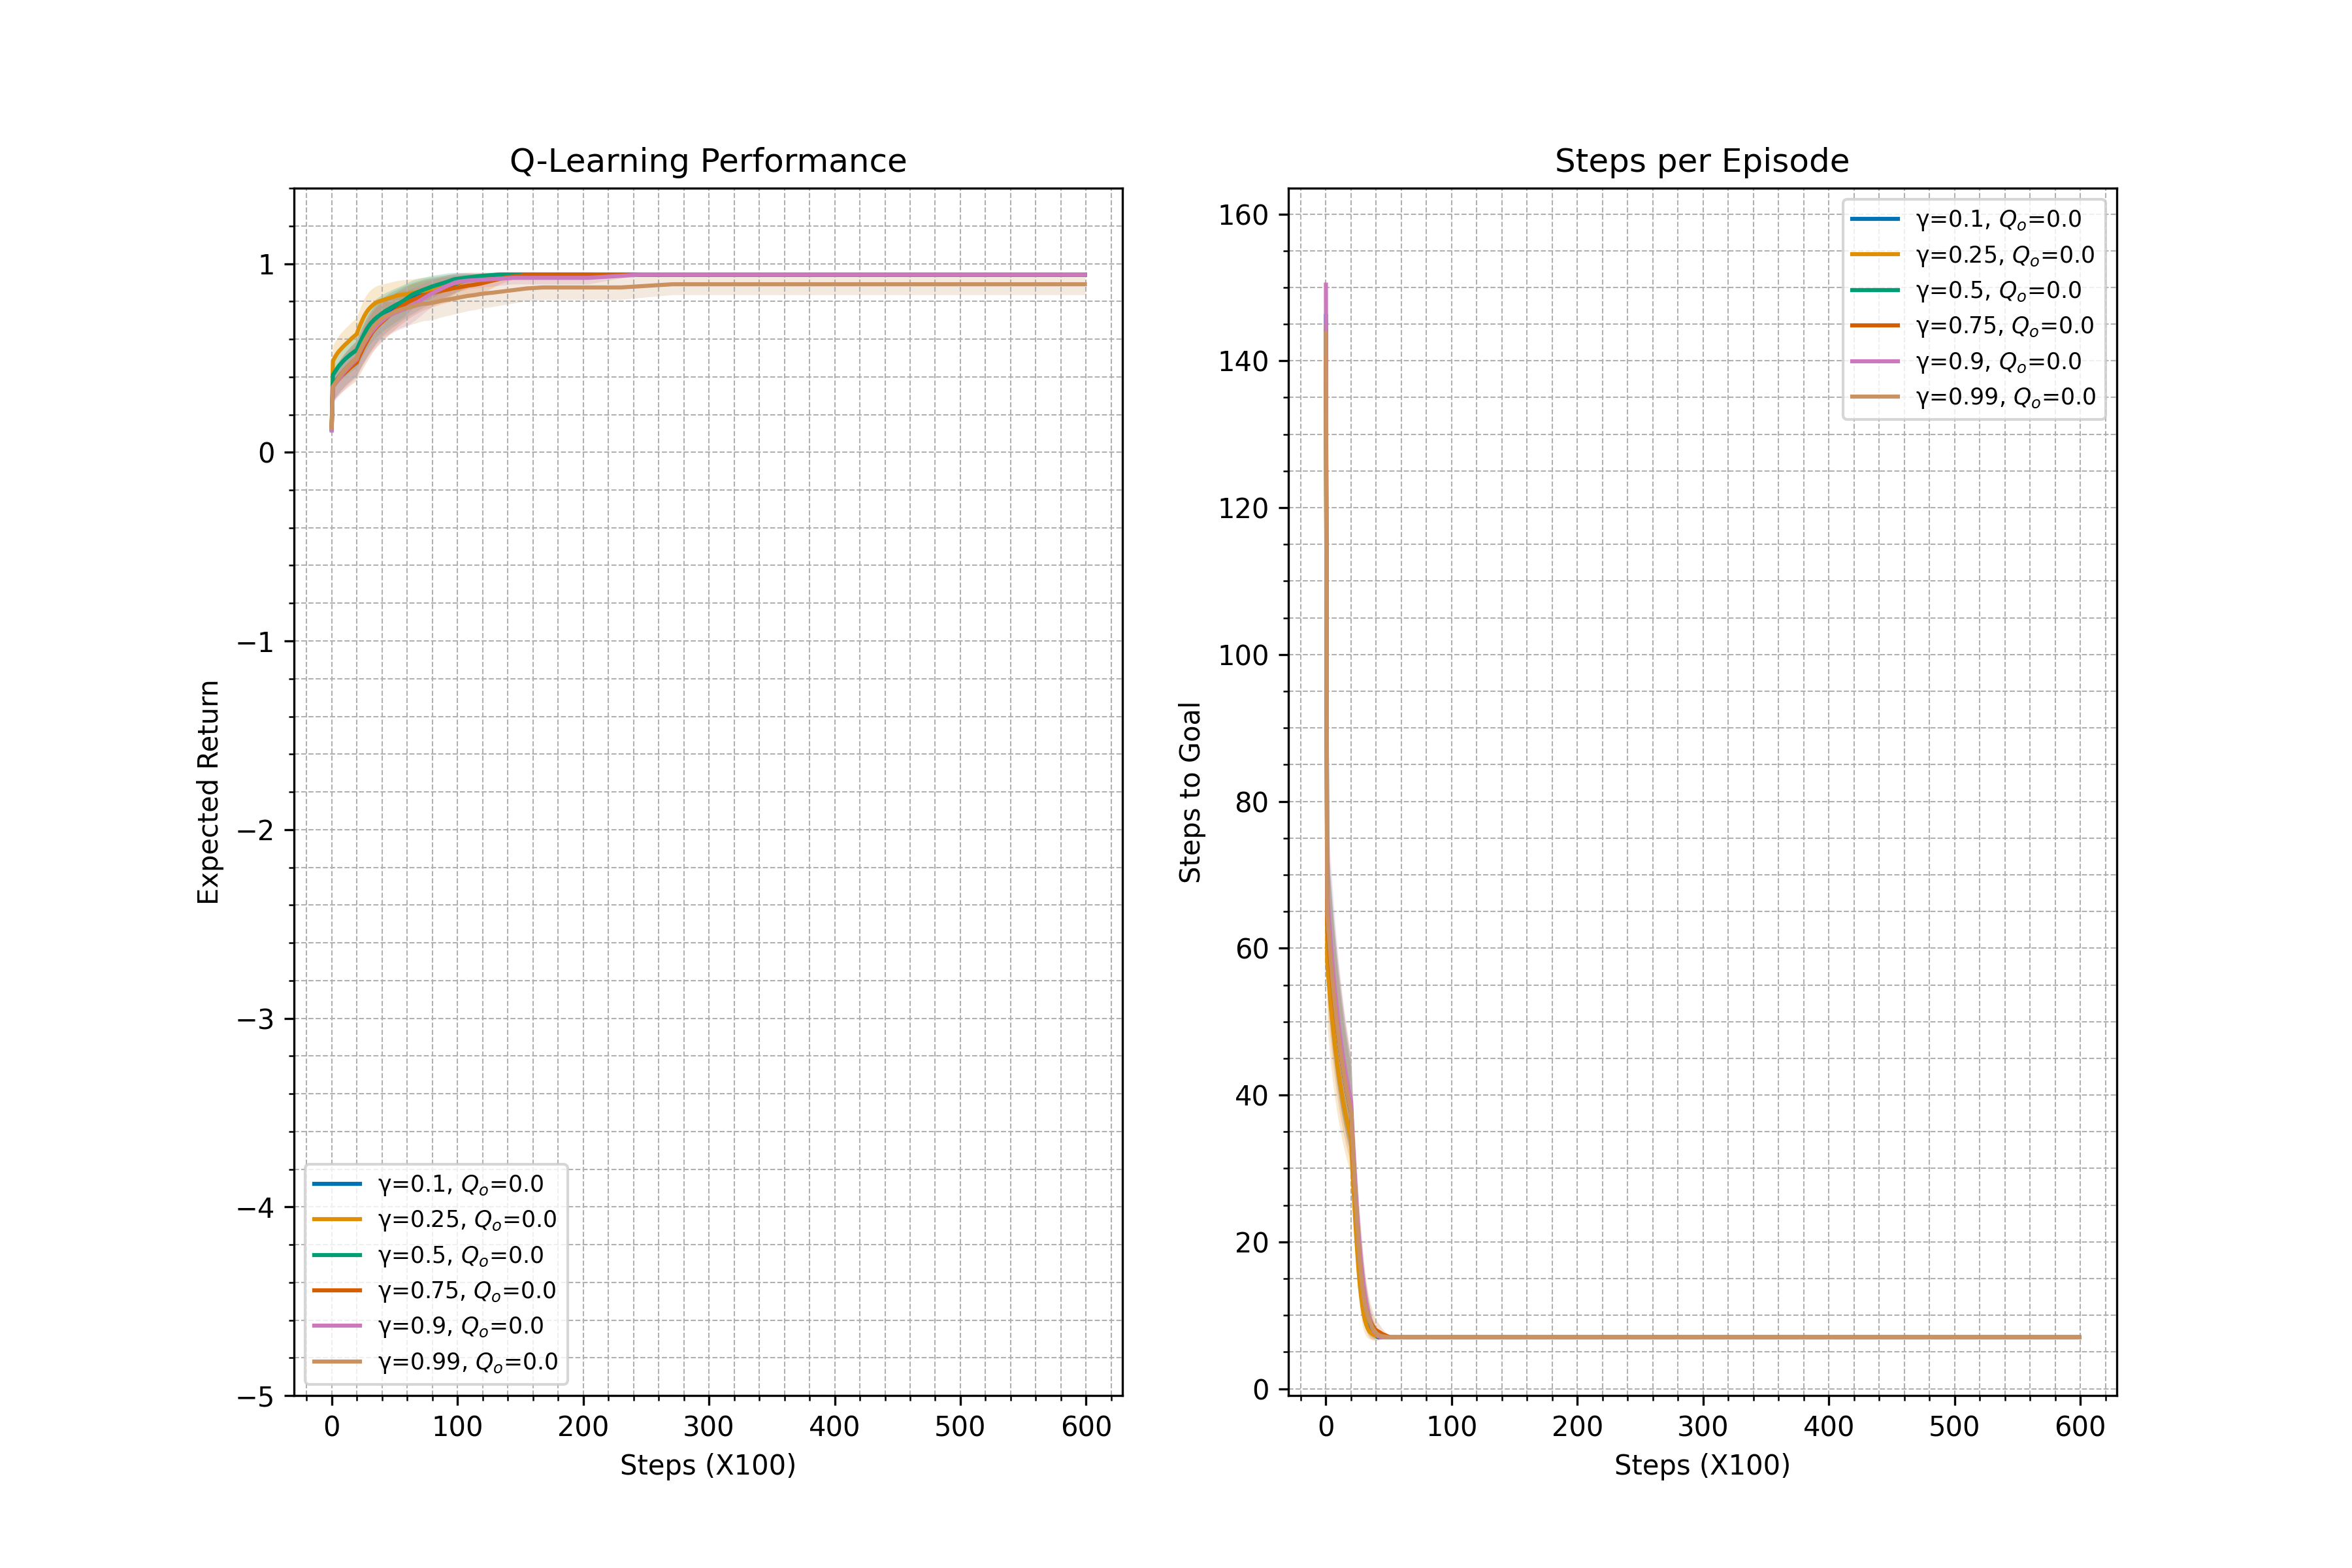 Q-Learning Performance
1
0
−1
−2
−3
−4
−5
Expected Return
0 100 200 300 400 500 600
Steps (X100)
γ=0.1, Qo=0.0
γ=0.25, Qo=0.0
γ=0.5, Qo=0.0
γ=0.75, Qo=0.0
γ=0.9, Qo=0.0
γ=0.99, Qo=0.0
Steps per Episode
160
140
120
100
80
60
40
20
0
Steps to Goal
0 100 200 300 400 500 600
Steps (X100)
γ=0.1, Qo=0.0
γ=0.25, Qo=0.0
γ=0.5, Qo=0.0
γ=0.75, Qo=0.0
γ=0.9, Qo=0.0
γ=0.99, Qo=0.0